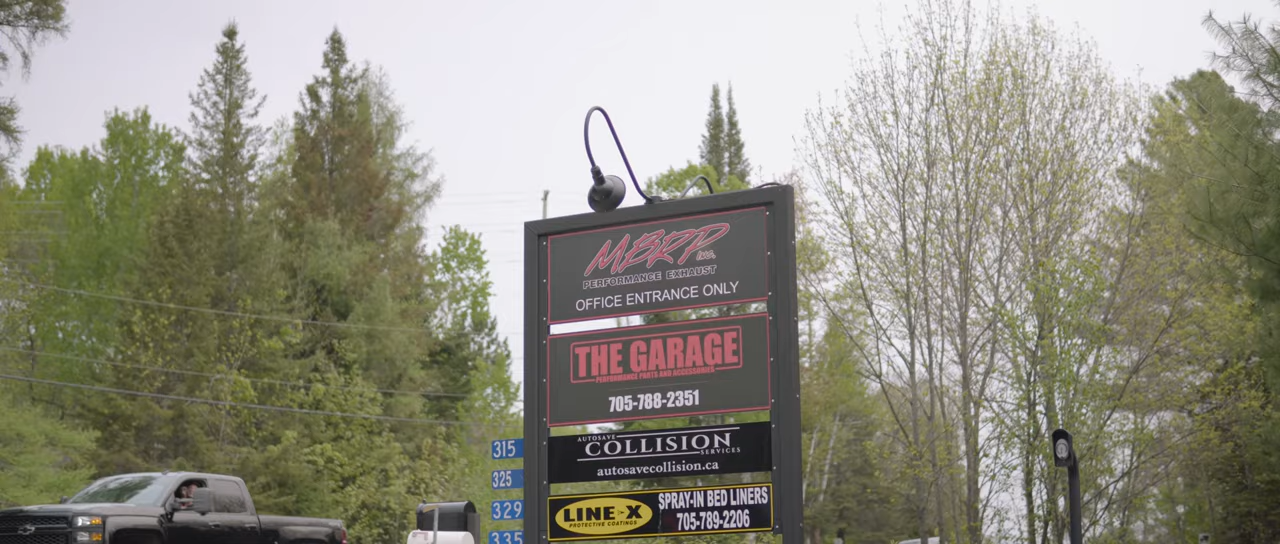 MBRP Inc.
PERFORMANCE EXHAUST
OFFICE ENTRANCE ONLY
THE GARAGE
PERFORMANCE PARTS AND ACCESSORIES
705-788-2351
AUTOSAVE
COLLISION
SERVICES
autosavecollision.ca
LINE-X
PROTECTIVE COATINGS
SPRAY-IN BED LINERS
705-789-2206
315
325
329
335